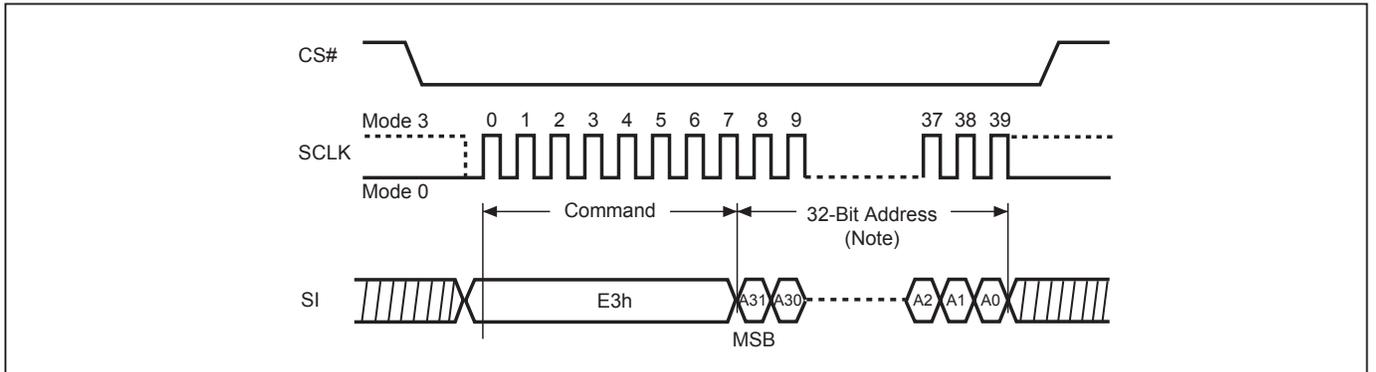 CS#
Mode 3
0 1 2 3 4 5 6 7 8 9 37 38 39
SCLK
Mode 0
Command
32-Bit Address
(Note)
SI
E3h
A31 A30 A2 A1 A0
MSB